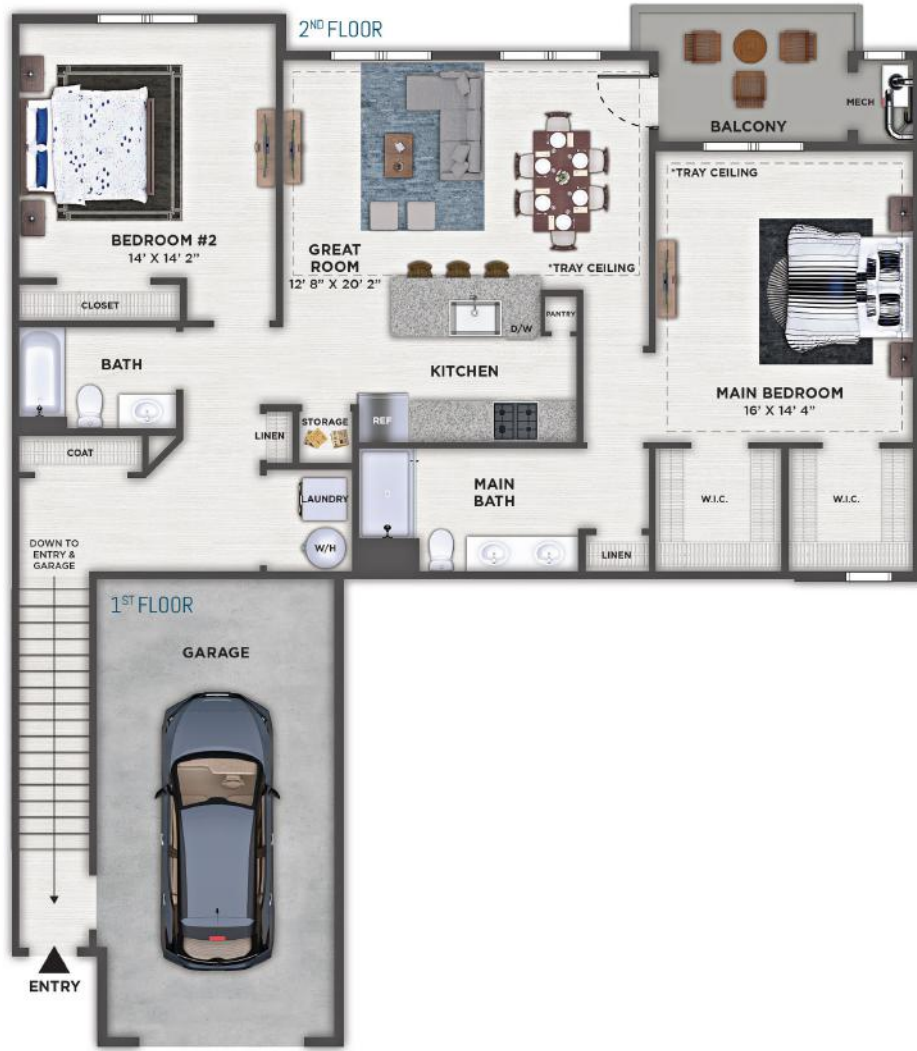 2ND FLOOR
MECH
BALCONY
*TRAY CEILING
BEDROOM #2
14' X 14' 2"
GREAT
ROOM
12' 8" X 20' 2"
*TRAY CEILING
CLOSET
PANTRY
D/W
BATH
KITCHEN
MAIN BEDROOM
16' X 14' 4"
REF
STORAGE
LINEN
COAT
MAIN
BATH
LAUNDRY
W.I.C.
W.I.C.
DOWN TO
ENTRY &
GARAGE
W/H
LINEN
1ST FLOOR
GARAGE
ENTRY